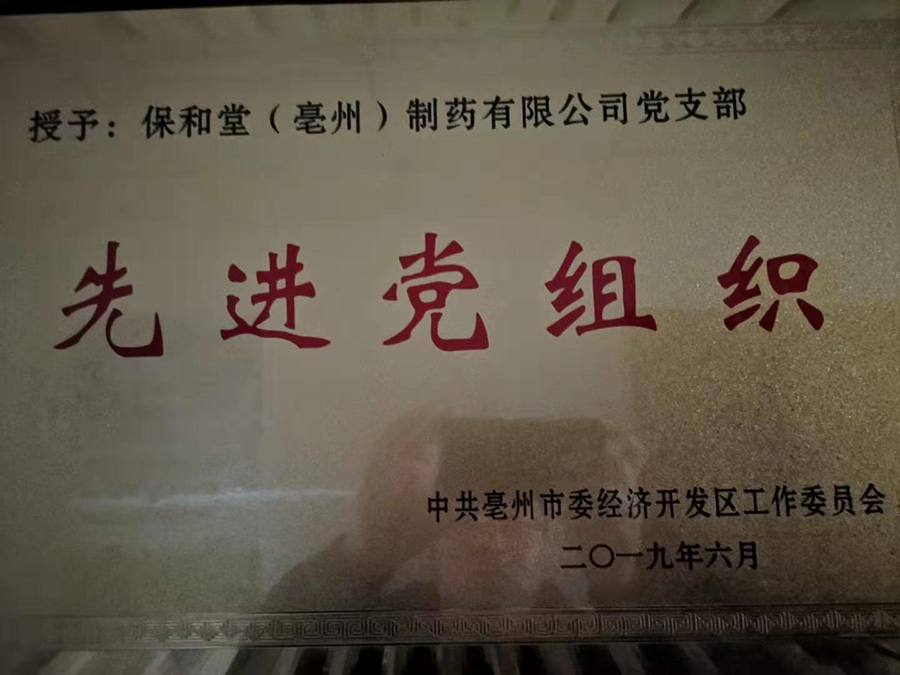 授予：保和堂（亳州）制药有限公司党支部
先进党组织
中共亳州市委经济开发区工作委员会
二〇一九年六月